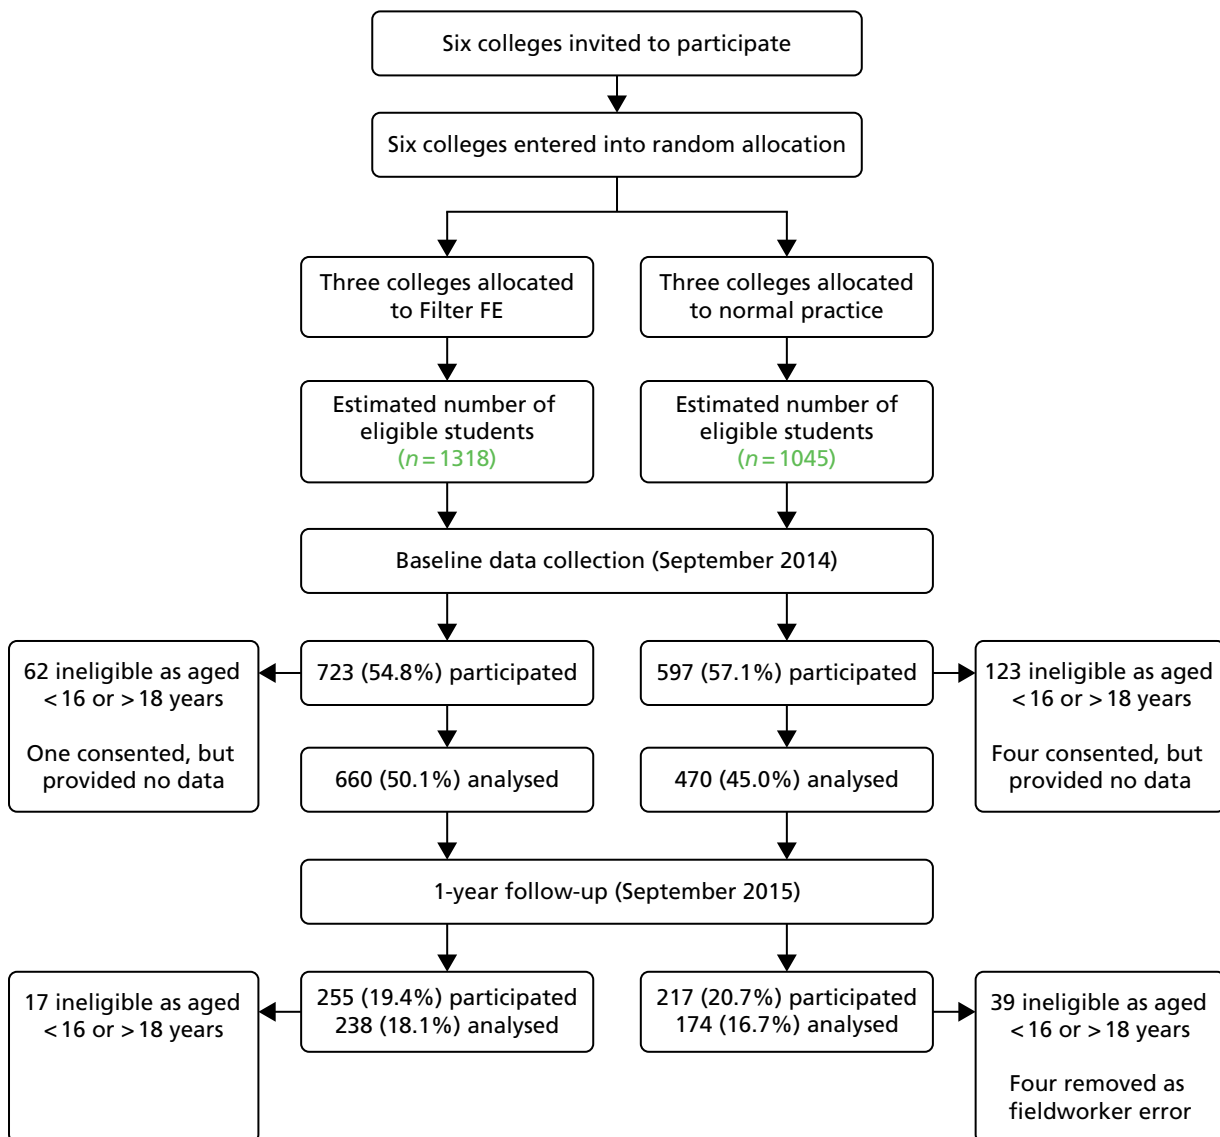 Six colleges invited to participate
Six colleges entered into random allocation
Three colleges allocated
to Filter FE
Three colleges allocated
to normal practice
Estimated number of
eligible students
(n = 1318)
Estimated number of
eligible students
(n = 1045)
Baseline data collection (September 2014)
62 ineligible as aged
< 16 or > 18 years
One consented, but
provided no data
723 (54.8%) participated
597 (57.1%) participated
123 ineligible as aged
< 16 or > 18 years
Four consented, but
provided no data
660 (50.1%) analysed
470 (45.0%) analysed
1-year follow-up (September 2015)
17 ineligible as aged
< 16 or > 18 years
255 (19.4%) participated
238 (18.1%) analysed
217 (20.7%) participated
174 (16.7%) analysed
39 ineligible as aged
< 16 or > 18 years
Four removed as
fieldworker error